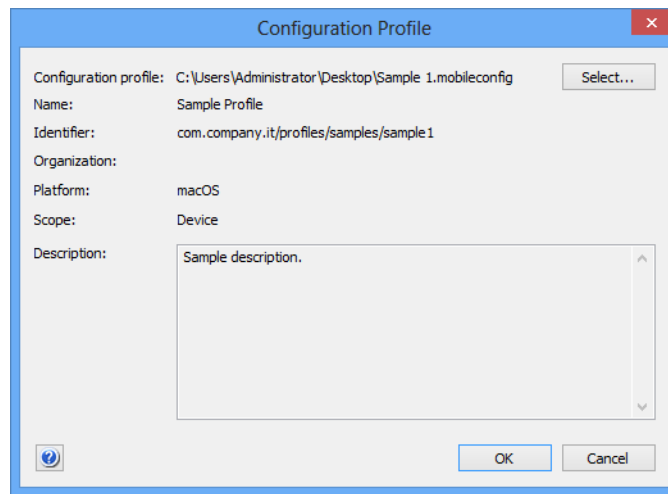 Configuration Profile
Configuration profile: C:\Users\Administrator\Desktop\Sample 1.mobileconfig Select...
Name: Sample Profile
Identifier: com.company.it/profiles/samples/sample1
Organization:
Platform: macOS
Scope: Device
Description: Sample description.
OK Cancel